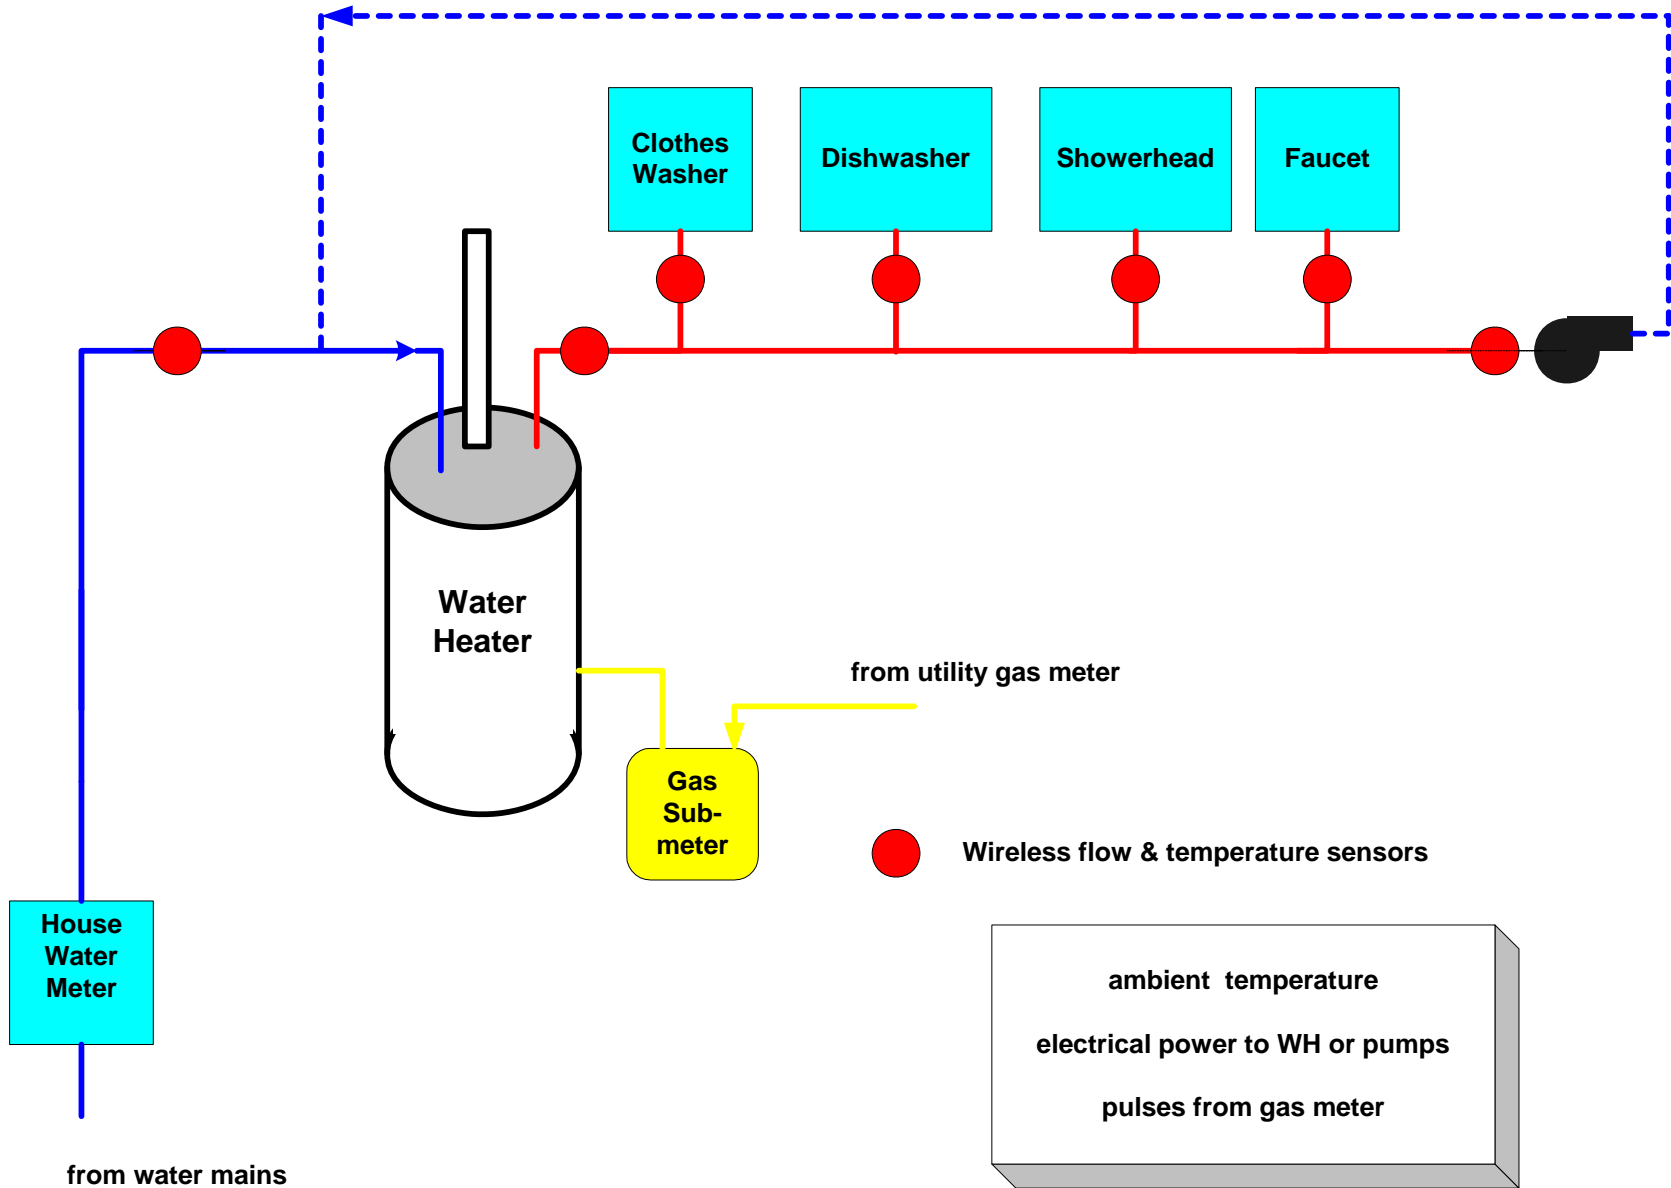 Clothes
Washer
Dishwasher
Showerhead
Faucet
Water
Heater
from utility gas meter
Gas
Sub-
meter
Wireless flow & temperature sensors
House
Water
Meter
ambient temperature
electrical power to WH or pumps
pulses from gas meter
from water mains